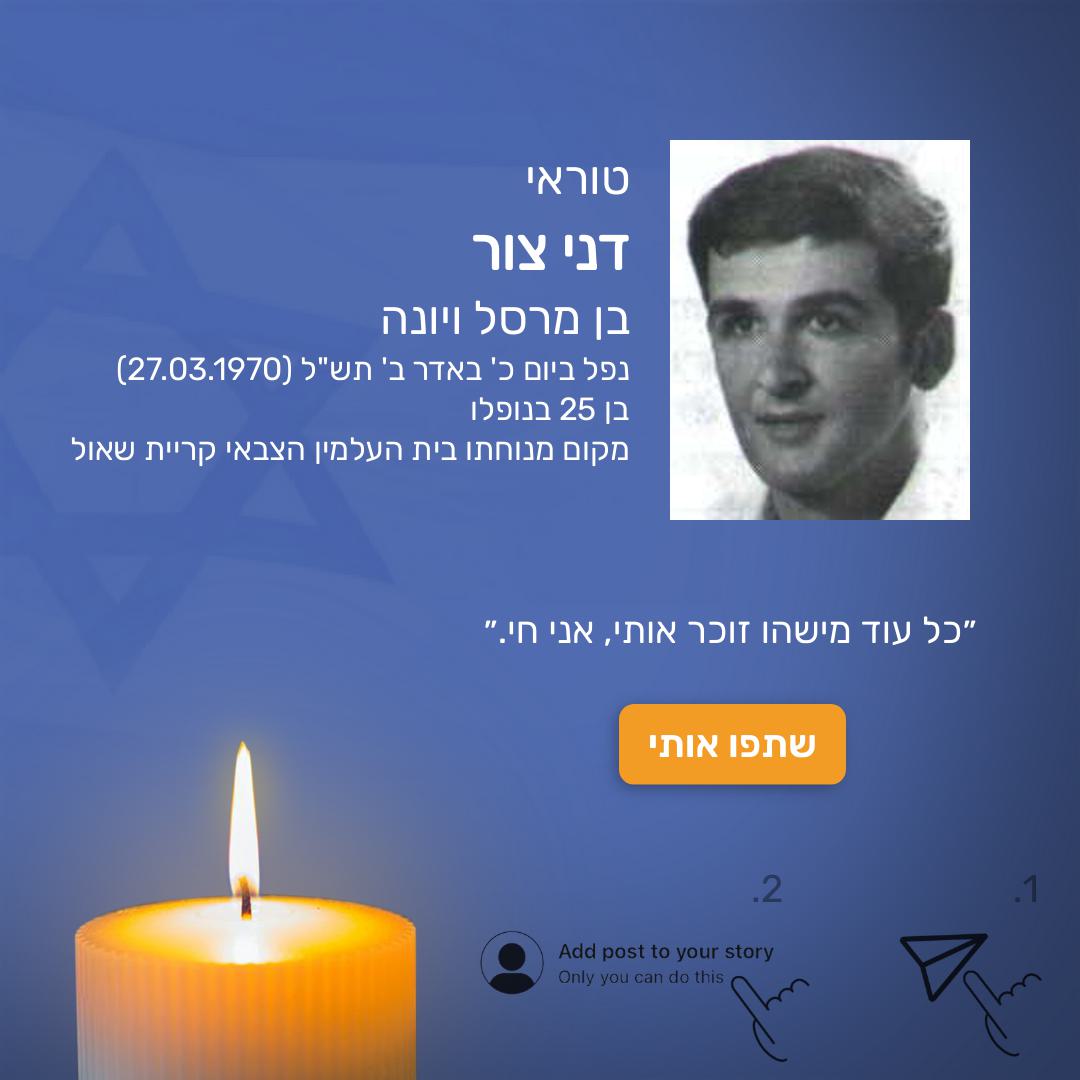 טוראי
דני צור
בן מרסל ויונה
נפל ביום כ' באדר ב' תש"ל (27.03.1970)
בן 25 בנופלו
מקום מנוחתו בית העלמין הצבאי קריית שאול
״כל עוד מישהו זוכר אותי, אני חי.״
שתפו אותי
.1
.2
Add post to your story
Only you can do this